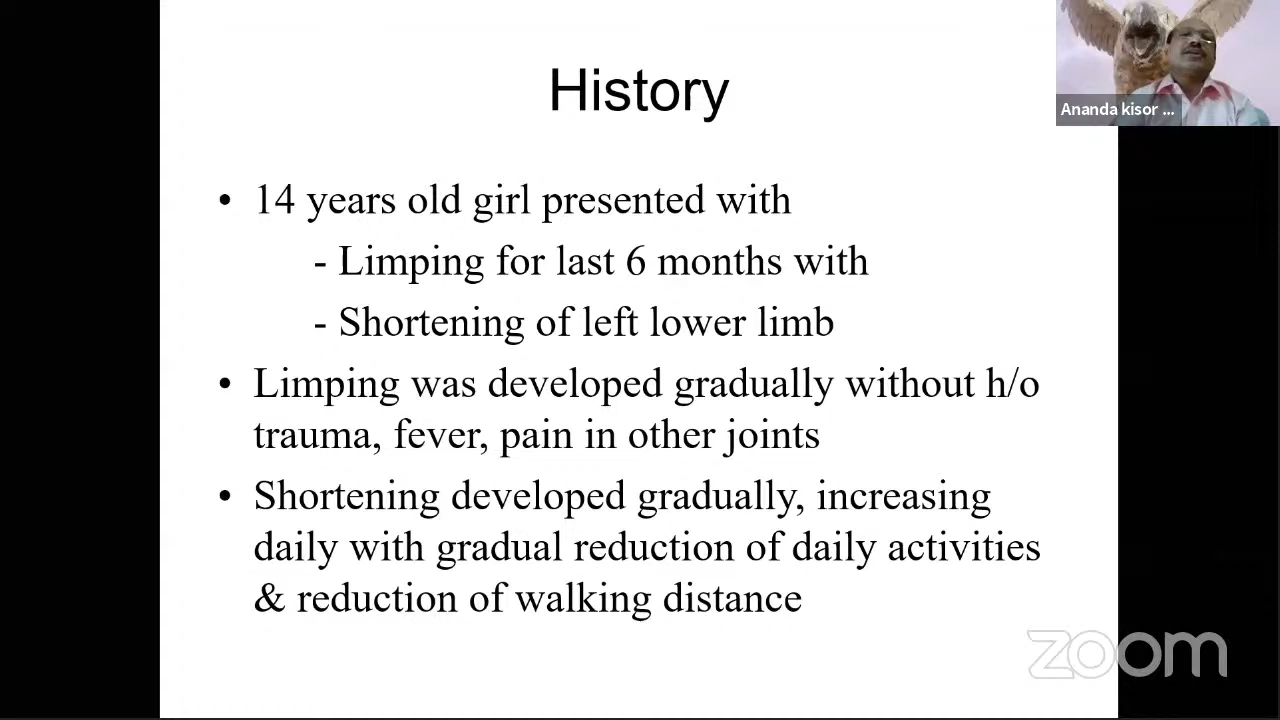 History
• 14 years old girl presented with
- Limping for last 6 months with
- Shortening of left lower limb
• Limping was developed gradually without h/o
trauma, fever, pain in other joints
• Shortening developed gradually, increasing
daily with gradual reduction of daily activities
& reduction of walking distance
Ananda kisor ...
zoom